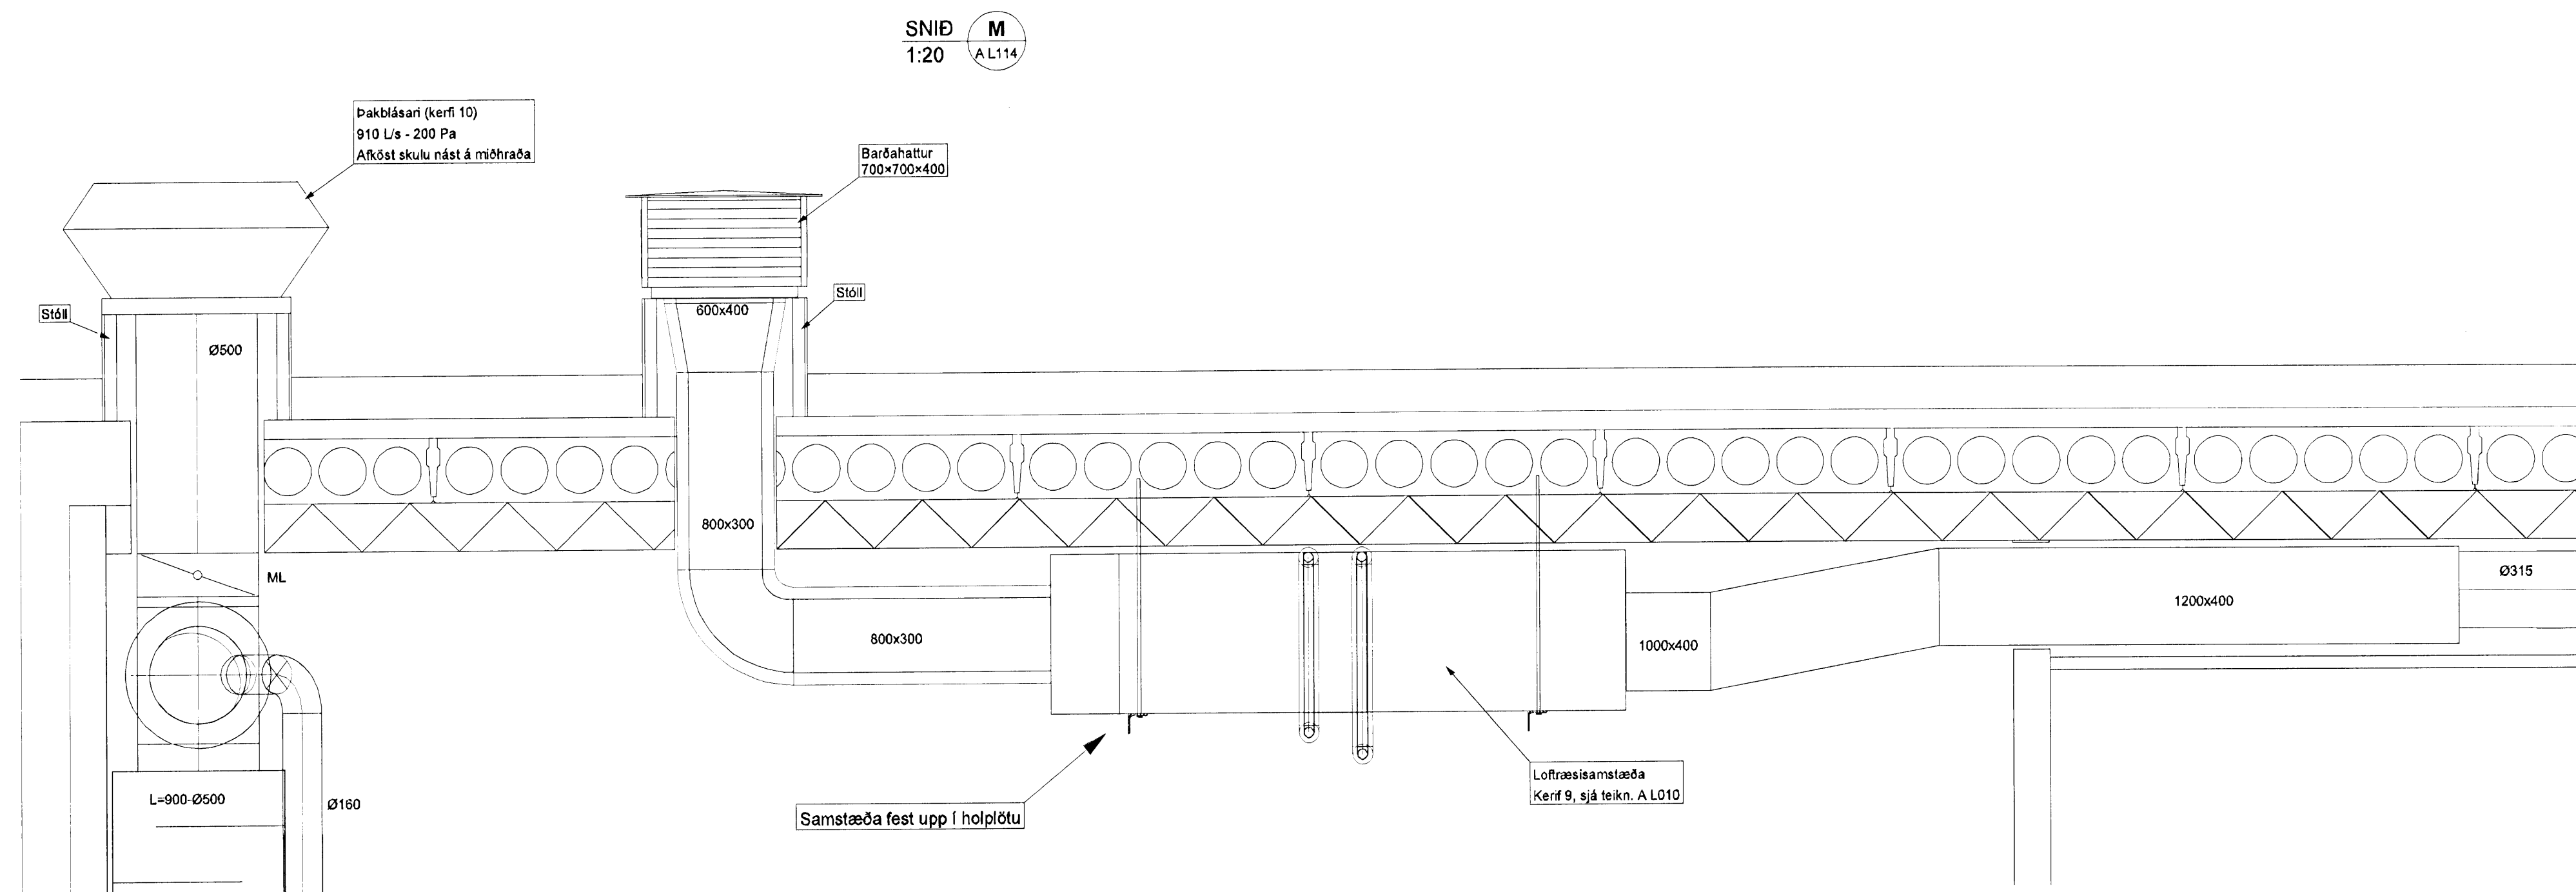 SNIÐ
M
1:20
A L114
Þakblásari (kerfi 10)
910 L/s - 200 Pa
Afköst skulu nást á miðhraða
Barðahattur
700×700×400
Stóll
Stóll
600x400
Ø500
800x300
ML
Ø315
1200x400
800x300
1000x400
L=900-Ø500
Ø160
Loftræsisamstæða
Kerif 9, sjá teikn. A L010
Samstæða fest upp í holplötu